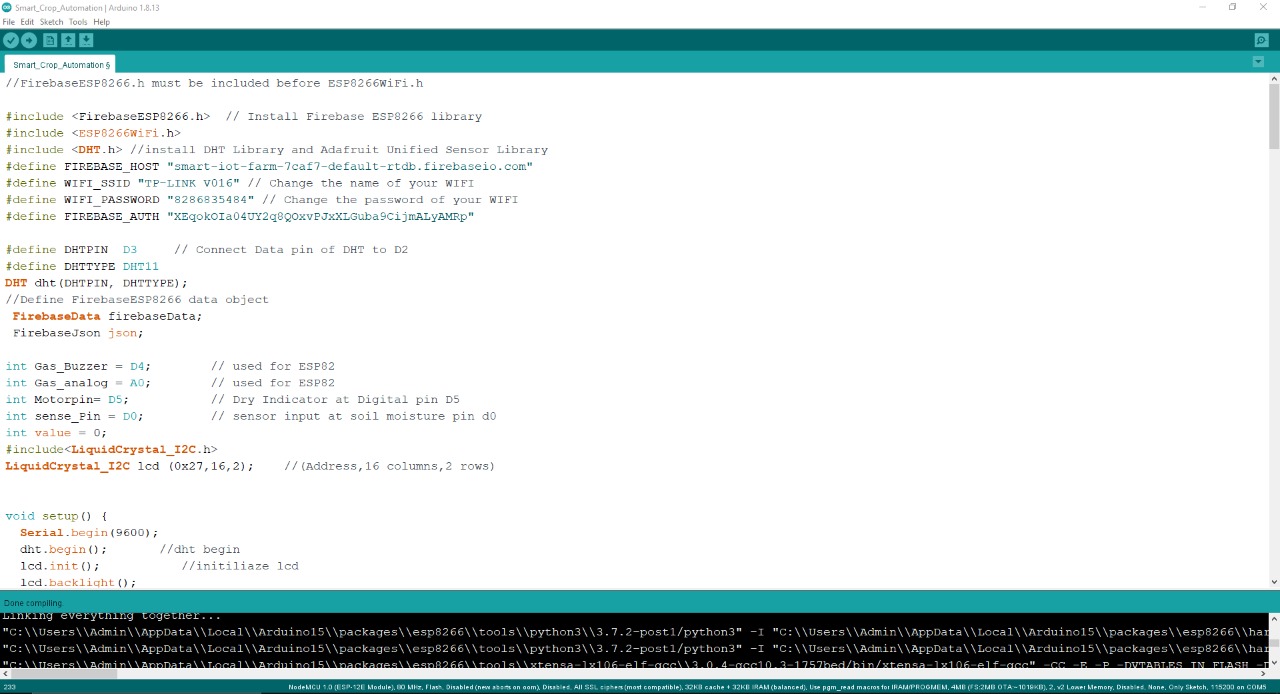 Smart_Crop_Automation | Arduino 1.8.13
File Edit Sketch Tools Help
Smart_Crop_Automation §
//FirebaseESP8266.h must be included before ESP8266WiFi.h
#include <FirebaseESP8266.h>  // Install Firebase ESP8266 library
#include <ESP8266WiFi.h>
#include <DHT.h> //install DHT Library and Adafruit Unified Sensor Library
#define FIREBASE_HOST "smart-iot-farm-7caf7-default-rtdb.firebaseio.com"
#define WIFI_SSID "TP-LINK V016" // Change the name of your WIFI
#define WIFI_PASSWORD "8286835484" // Change the password of your WIFI
#define FIREBASE_AUTH "XEqokOIa04UY2q8QOxvPJxXLGuba9CijmALyAMRp"
#define DHTPIN  D3     // Connect Data pin of DHT to D2
#define DHTTYPE DHT11
DHT dht(DHTPIN, DHTTYPE);
//Define FirebaseESP8266 data object
FirebaseData firebaseData;
FirebaseJson json;
int Gas_Buzzer = D4;        // used for ESP82
int Gas_analog = A0;        // used for ESP82
int Motorpin= D5;           // Dry Indicator at Digital pin D5
int sense_Pin = D0;         // sensor input at soil moisture pin d0
int value = 0;
#include<LiquidCrystal_I2C.h>
LiquidCrystal_I2C lcd (0x27,16,2);    //(Address,16 columns,2 rows)
void setup() {
Serial.begin(9600);
dht.begin();       //dht begin
lcd.init();           //initiliaze lcd
lcd.backlight();
Done compiling.
Linking everything together...
"C:\\Users\\Admin\\AppData\\Local\\Arduino15\\packages\\esp8266\\tools\\python3\\3.7.2-post1/python3" -I "C:\\Users\\Admin\\AppData\\Local\\Arduino15\\packages\\esp8266\\har
"C:\\Users\\Admin\\AppData\\Local\\Arduino15\\packages\\esp8266\\tools\\python3\\3.7.2-post1/python3" -I "C:\\Users\\Admin\\AppData\\Local\\Arduino15\\packages\\esp8266\\har
"C:\\Users\\Admin\\AppData\\Local\\Arduino15\\packages\\esp8266\\tools\\xtensa-lx106-elf-gcc\\3.0.4-gcc10.3-1757bed/bin/xtensa-lx106-elf-gcc" -CC -E -P -DVTABLES_IN_FLASH -D
233
NodeMCU 1.0 (ESP-12E Module), 80 MHz, Flash, Disabled (new aborts on oom), Disabled, All SSL ciphers (most compatible), 32KB cache + 32KB IRAM (balanced), Use pgm_read macros for IRAM/PROGMEM, 4MB (FS:2MB OTA:~1019KB), 2, v2 Lower Memory, Disabled, None, Only Sketch, 115200 on COM5